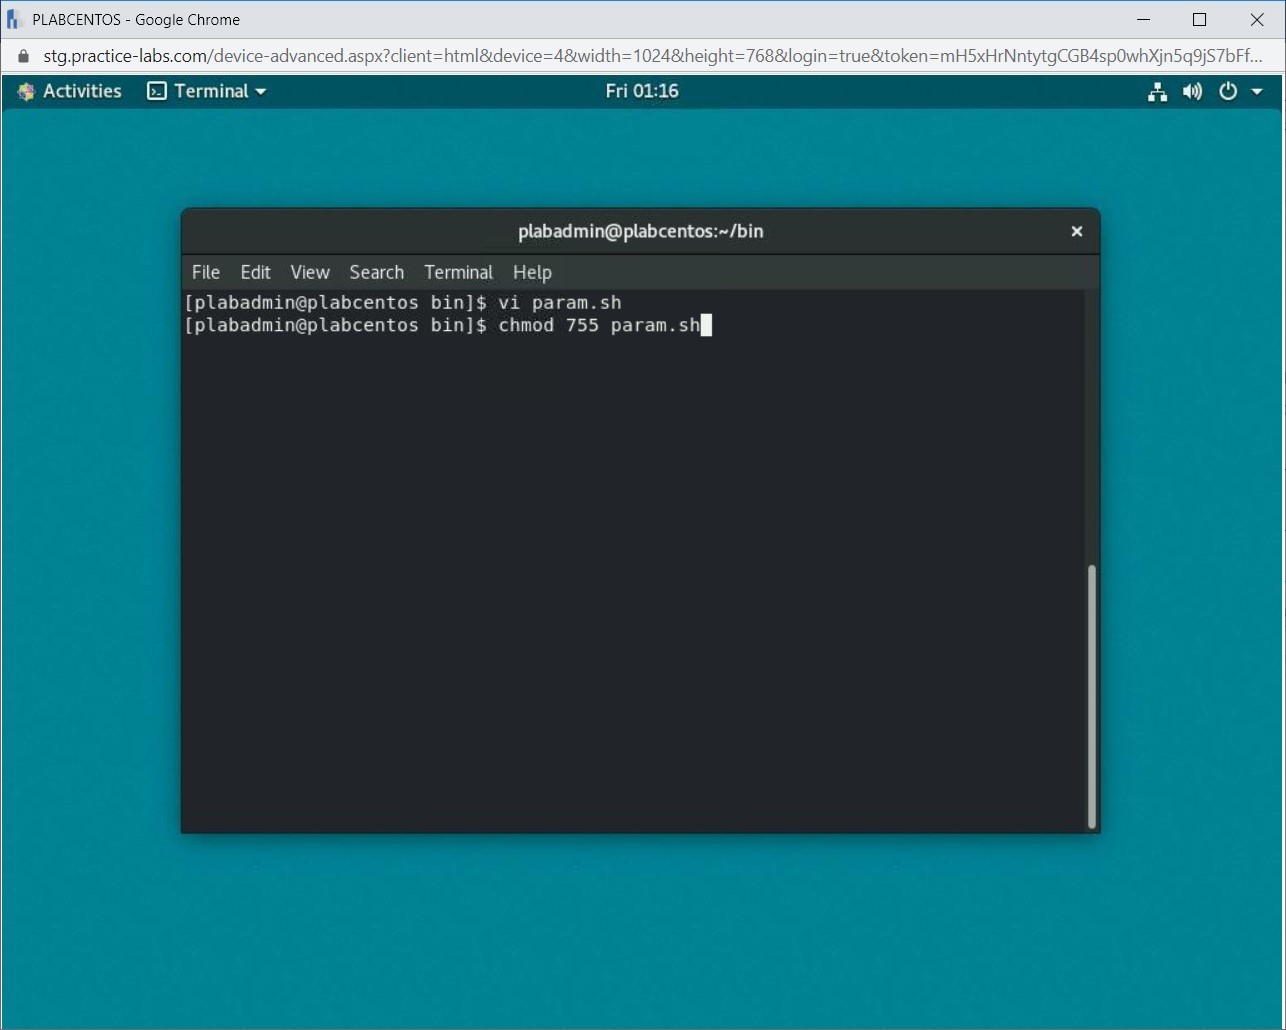 PLABCENTOS - Google Chrome
stg.practice-labs.com/device-advanced.aspx?client=html&device=4&width=1024&height=768&login=true&token=mH5xHrNntytgCGB4sp0whXjn5q9jS7bFf...
Activities Terminal Fri 01:16
plabadmin@plabcentos:~/bin
File Edit View Search Terminal Help
[plabadmin@plabcentos bin]$ vi param.sh
[plabadmin@plabcentos bin]$ chmod 755 param.sh